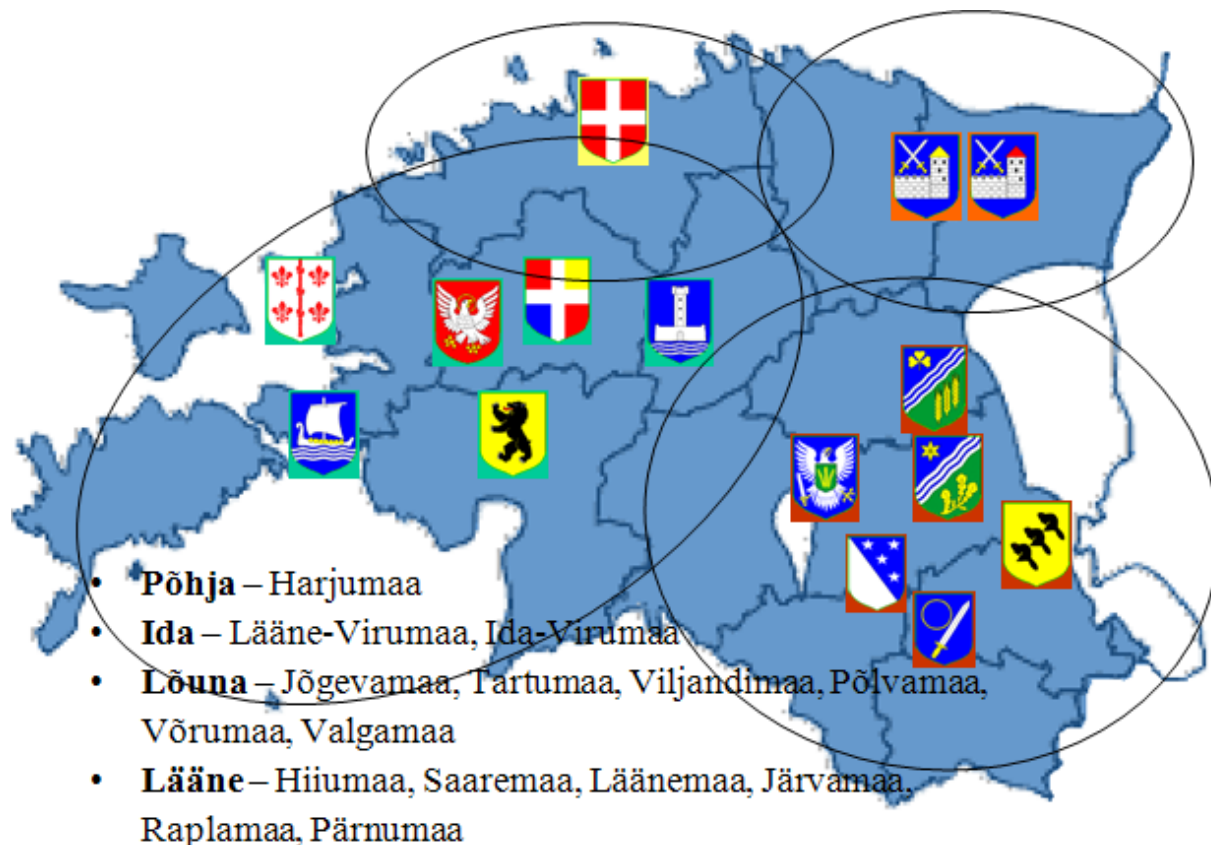 • Põhja – Harjumaa
• Ida – Lääne-Virumaa, Ida-Virumaa
• Lõuna – Jõgevamaa, Tartumaa, Viljandimaa, Põlvamaa,
Võrumaa, Valgamaa
• Lääne – Hiiumaa, Saaremaa, Läänemaa, Järvamaa,
Raplamaa, Pärnumaa